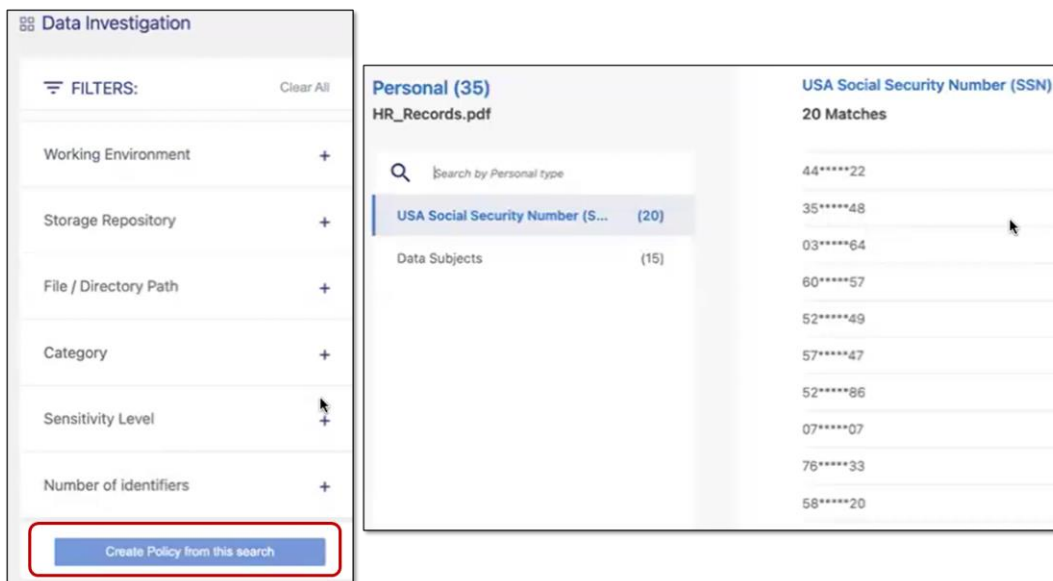 Data Investigation
FILTERS: Clear All
Working Environment +
Storage Repository +
File / Directory Path +
Category +
Sensitivity Level +
Number of identifiers +
Create Policy from this search
Personal (35)
HR_Records.pdf
Search by Personal type
USA Social Security Number (S... (20)
Data Subjects (15)
USA Social Security Number (SSN)
20 Matches
44*****22
35*****48
03*****64
60*****57
52*****49
57*****47
52*****86
07*****07
76*****33
58*****20